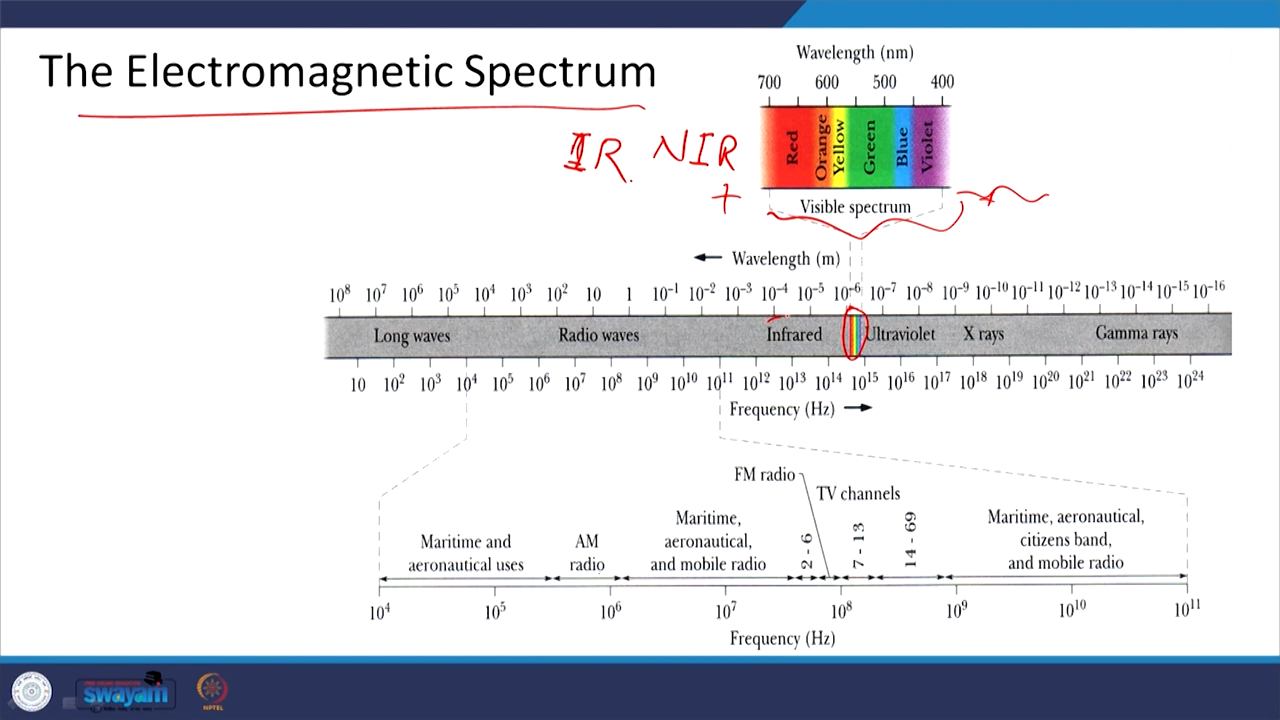 The Electromagnetic Spectrum
Wavelength (nm)
700 600 500 400
Red Orange Yellow Green Blue Violet
IR NIR
+
Visible spectrum
← Wavelength (m)
10⁸ 10⁷ 10⁶ 10⁵ 10⁴ 10³ 10² 10 1 10⁻¹ 10⁻² 10⁻³ 10⁻⁴ 10⁻⁵ 10⁻⁶ 10⁻⁷ 10⁻⁸ 10⁻⁹ 10⁻¹⁰ 10⁻¹¹ 10⁻¹² 10⁻¹³ 10⁻¹⁴ 10⁻¹⁵ 10⁻¹⁶
Long waves Radio waves Infrared Ultraviolet X rays Gamma rays
10 10² 10³ 10⁴ 10⁵ 10⁶ 10⁷ 10⁸ 10⁹ 10¹⁰ 10¹¹ 10¹² 10¹³ 10¹⁴ 10¹⁵ 10¹⁶ 10¹⁷ 10¹⁸ 10¹⁹ 10²⁰ 10²¹ 10²² 10²³ 10²⁴
Frequency (Hz) →
FM radio
TV channels
Maritime and
aeronautical uses
AM
radio
Maritime,
aeronautical,
and mobile radio
2 - 6
7 - 13
14 - 69
Maritime, aeronautical,
citizens band,
and mobile radio
10⁴ 10⁵ 10⁶ 10⁷ 10⁸ 10⁹ 10¹⁰ 10¹¹
Frequency (Hz)
swayam
NPTEL